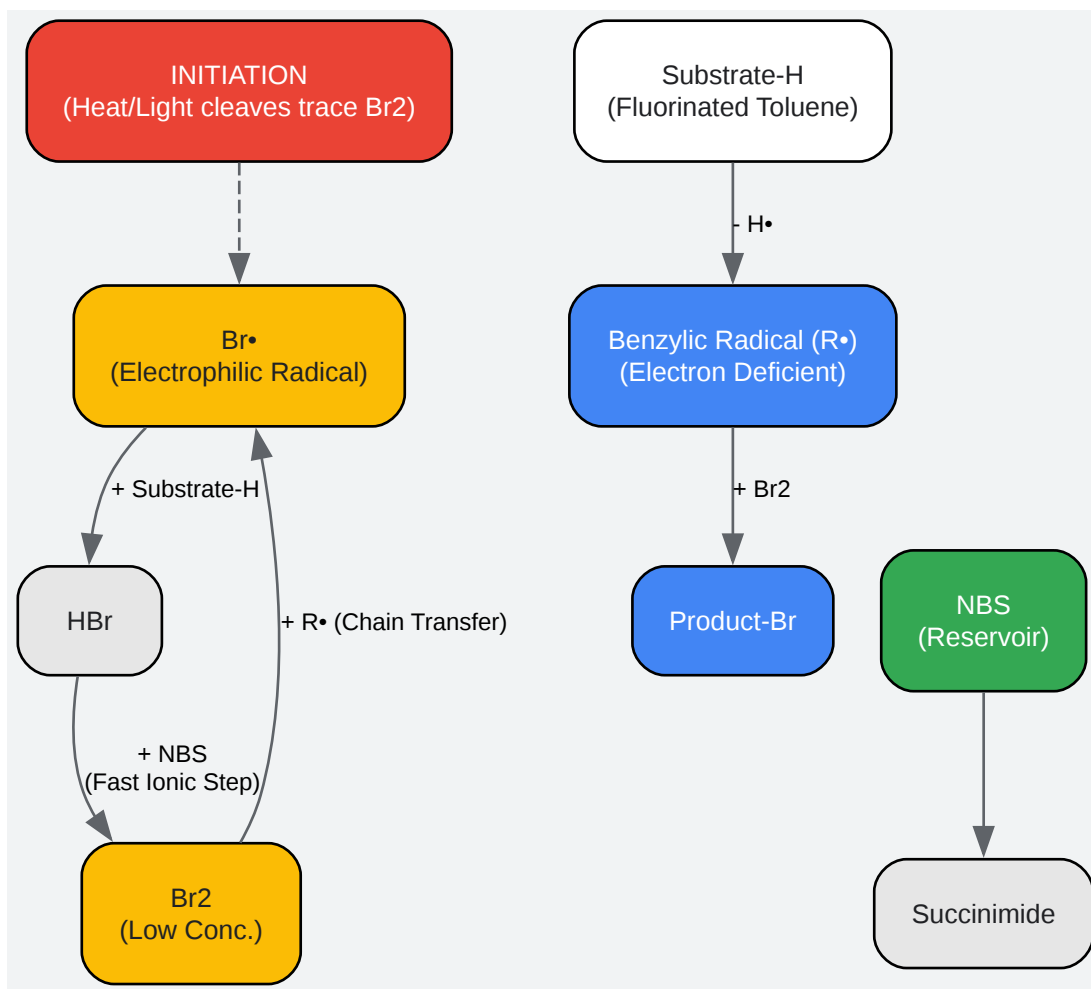 INITIATION
(Heat/Light cleaves trace Br2)
Substrate-H
(Fluorinated Toluene)
- H•
Br•
(Electrophilic Radical)
Benzylic Radical (R•)
(Electron Deficient)
+ Substrate-H
+ Br2
HBr
+ R• (Chain Transfer)
Product-Br
NBS
(Reservoir)
+ NBS
(Fast Ionic Step)
Br2
(Low Conc.)
Succinimide